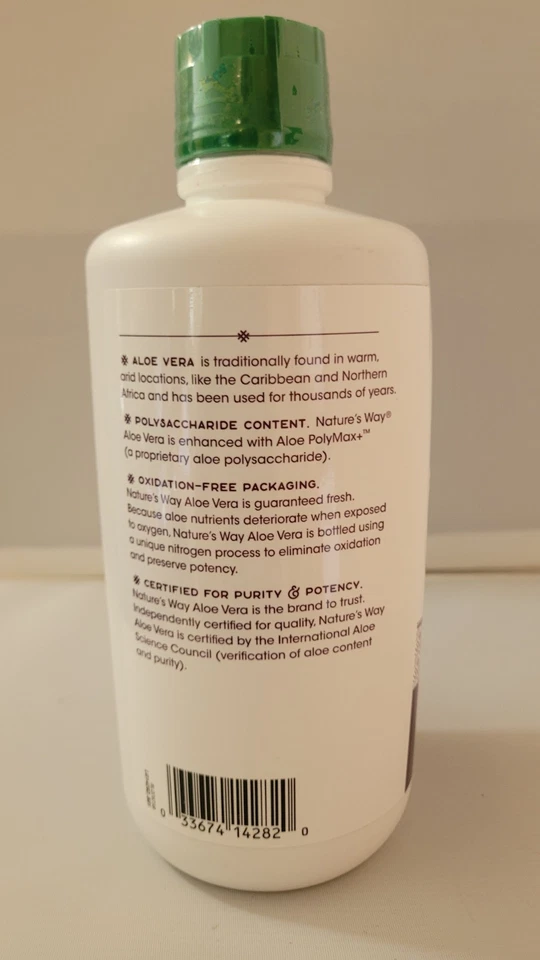 ALOE VERA is traditionally found in warm,
arid locations, like the Caribbean and Northern
Africa and has been used for thousands of years.
POLYSACCHARIDE CONTENT. Nature's Way®
Aloe Vera is enhanced with Aloe PolyMax+™
(a proprietary aloe polysaccharide).
OXIDATION-FREE PACKAGING.
Nature's Way Aloe Vera is guaranteed fresh.
Because aloe nutrients deteriorate when exposed
to oxygen, Nature's Way Aloe Vera is bottled using
a unique nitrogen process to eliminate oxidation
and preserve potency.
CERTIFIED FOR PURITY & POTENCY.
Nature's Way Aloe Vera is the brand to trust.
Independently certified for quality, Nature's Way
Aloe Vera is certified by the International Aloe
Science Council (verification of aloe content
and purity).
0 33674 14282 0